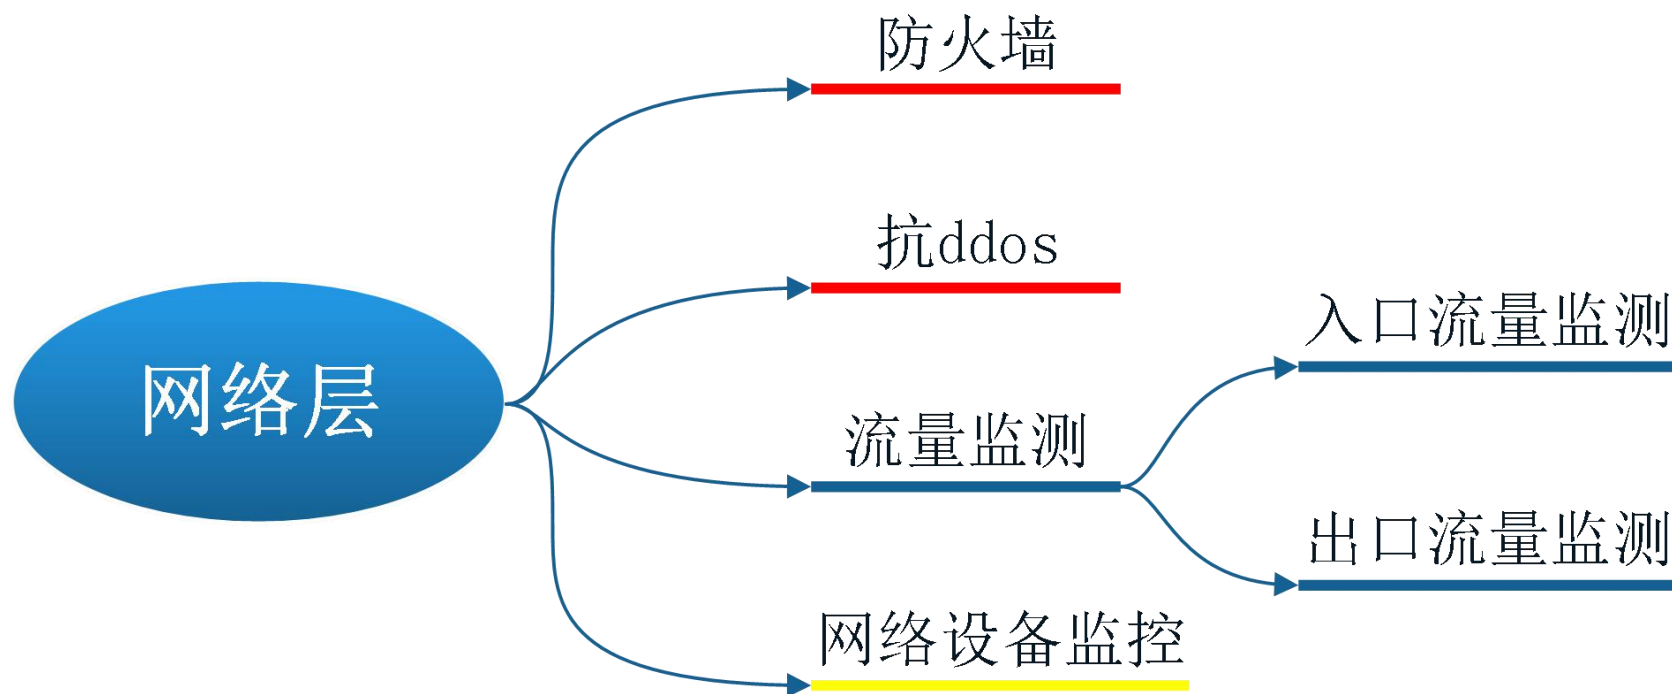 防火墙
抗ddos
入口流量监测
网络层
流量监测
出口流量监测
网络设备监控